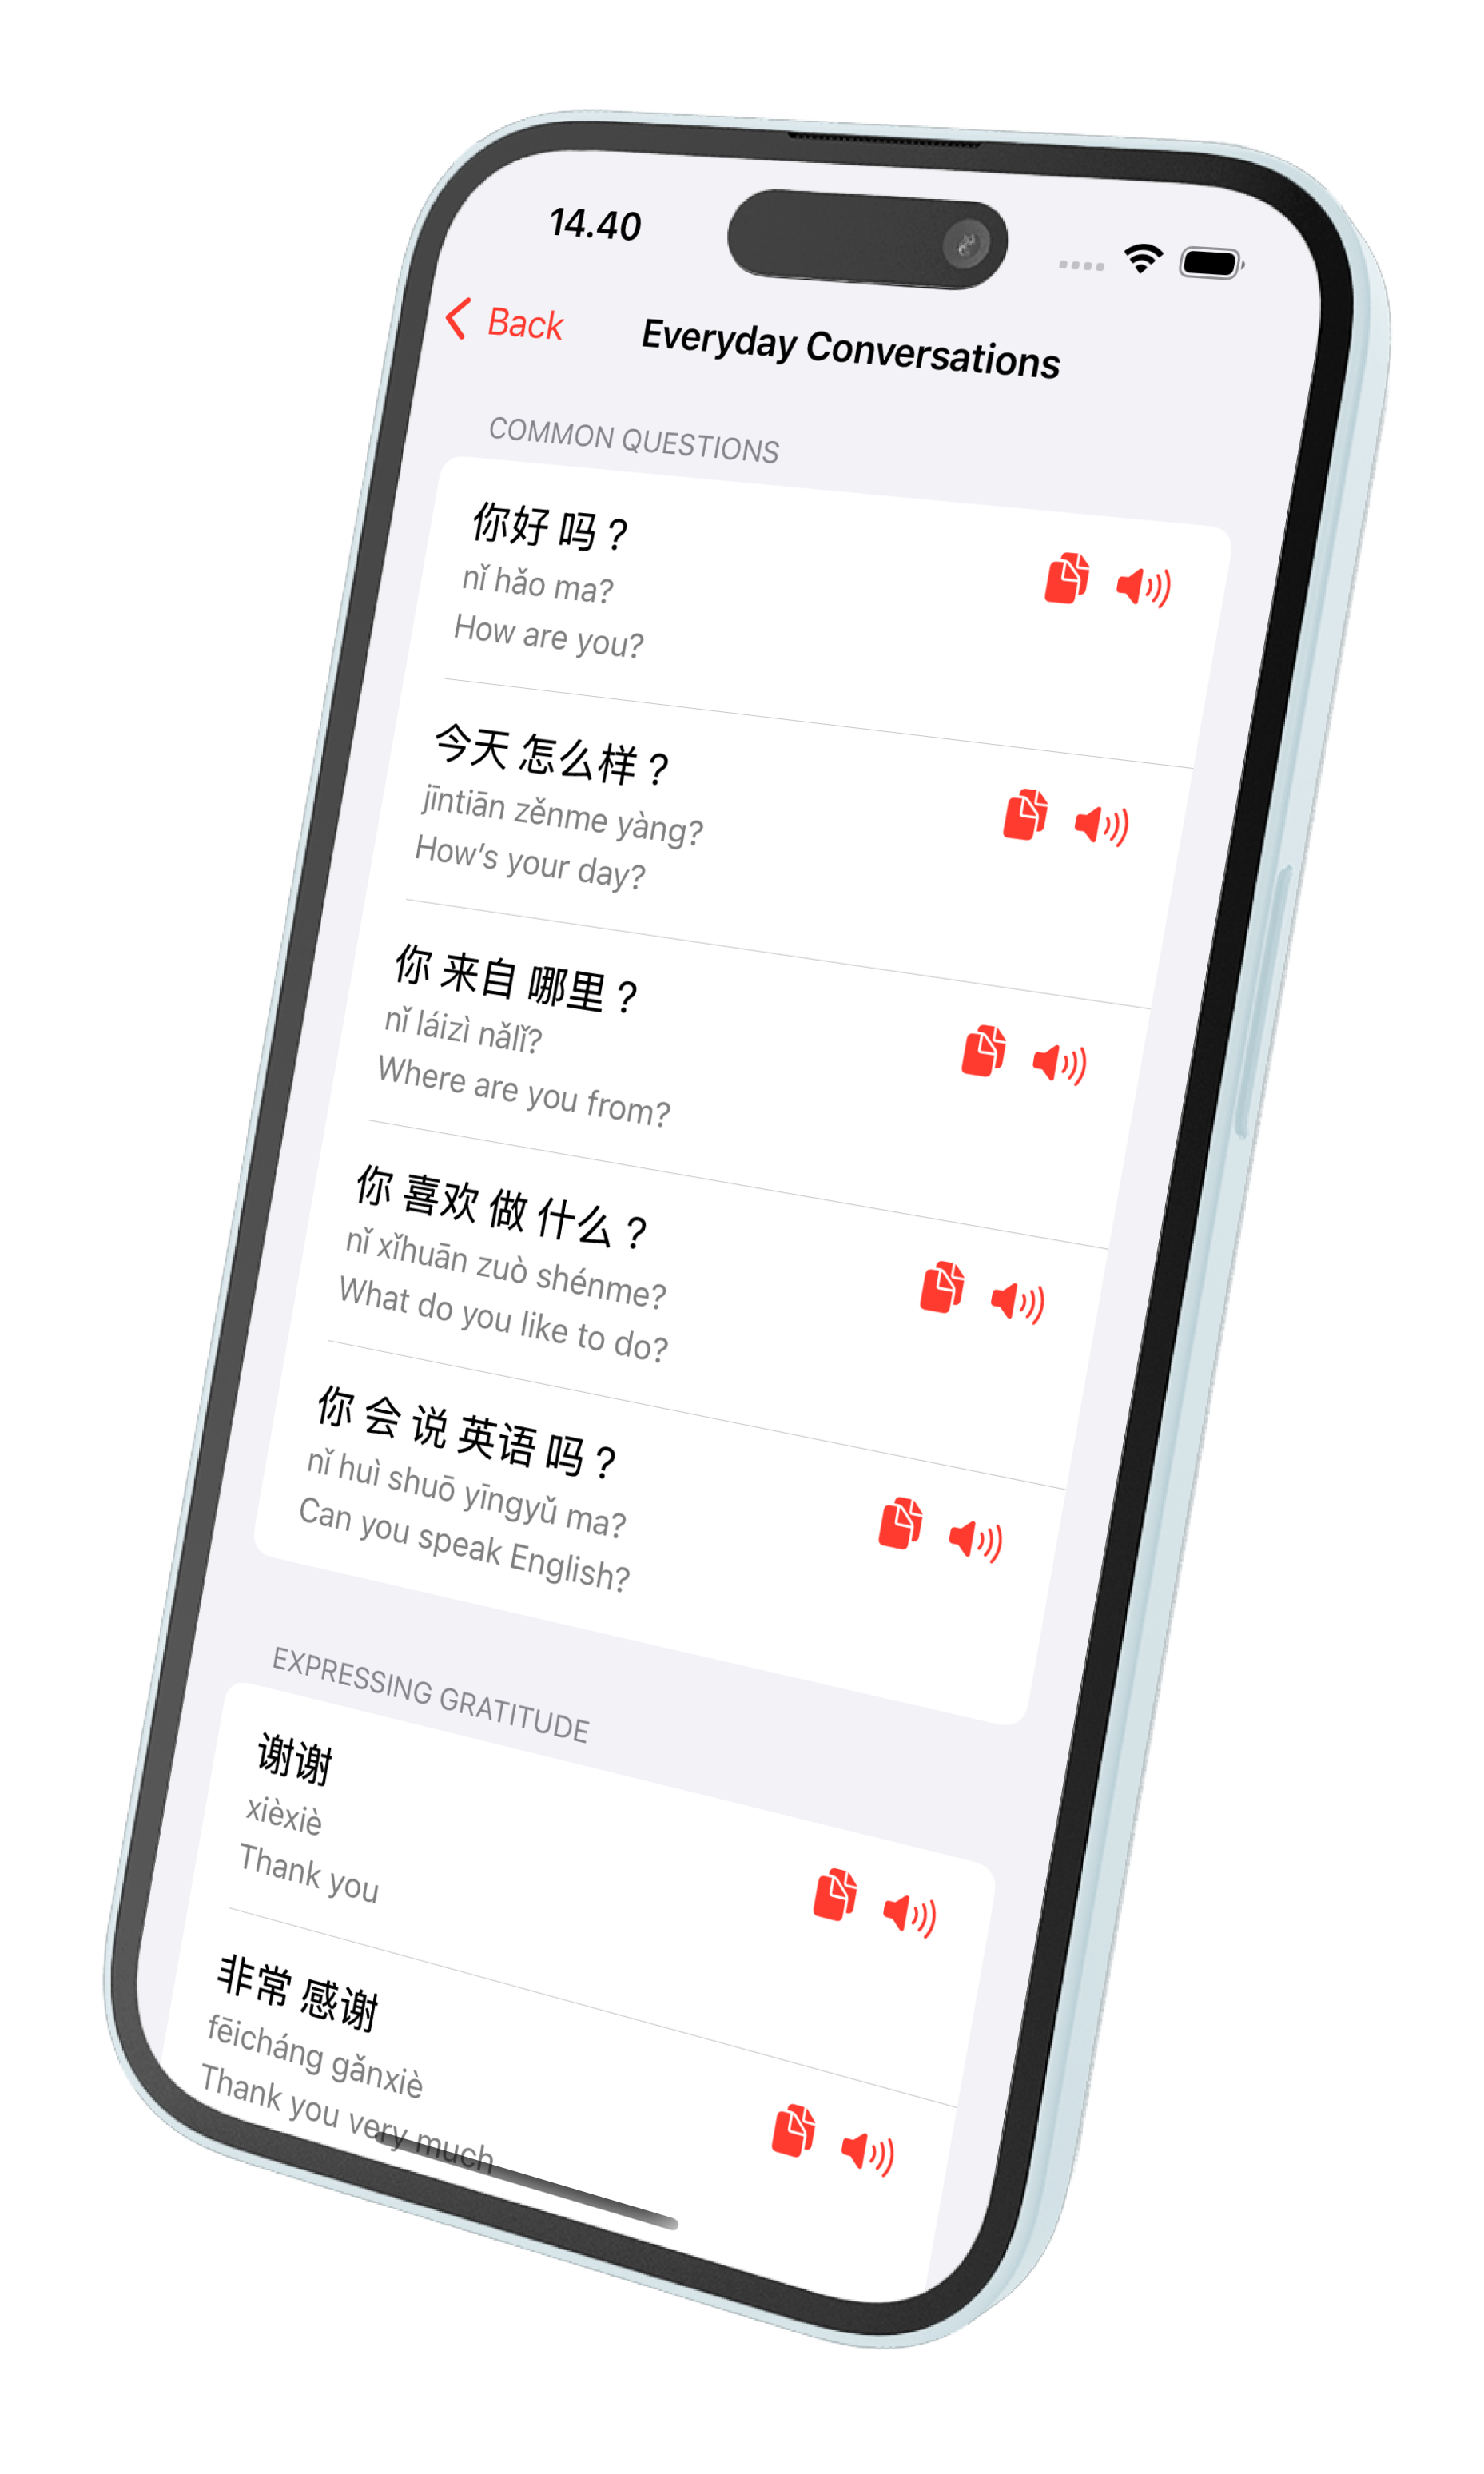 14.40
Back
Everyday Conversations
COMMON QUESTIONS
你好 吗？
nǐ hǎo ma?
How are you?
今天 怎么样？
jīntiān zěnme yàng?
How's your day?
你 来自 哪里？
nǐ láizì nǎlǐ?
Where are you from?
你 喜欢 做 什么？
nǐ xǐhuān zuò shénme?
What do you like to do?
你 会 说 英语 吗？
nǐ huì shuō yīngyǔ ma?
Can you speak English?
EXPRESSING GRATITUDE
谢谢
xièxiè
Thank you
非常 感谢
fēicháng gǎnxiè
Thank you very much